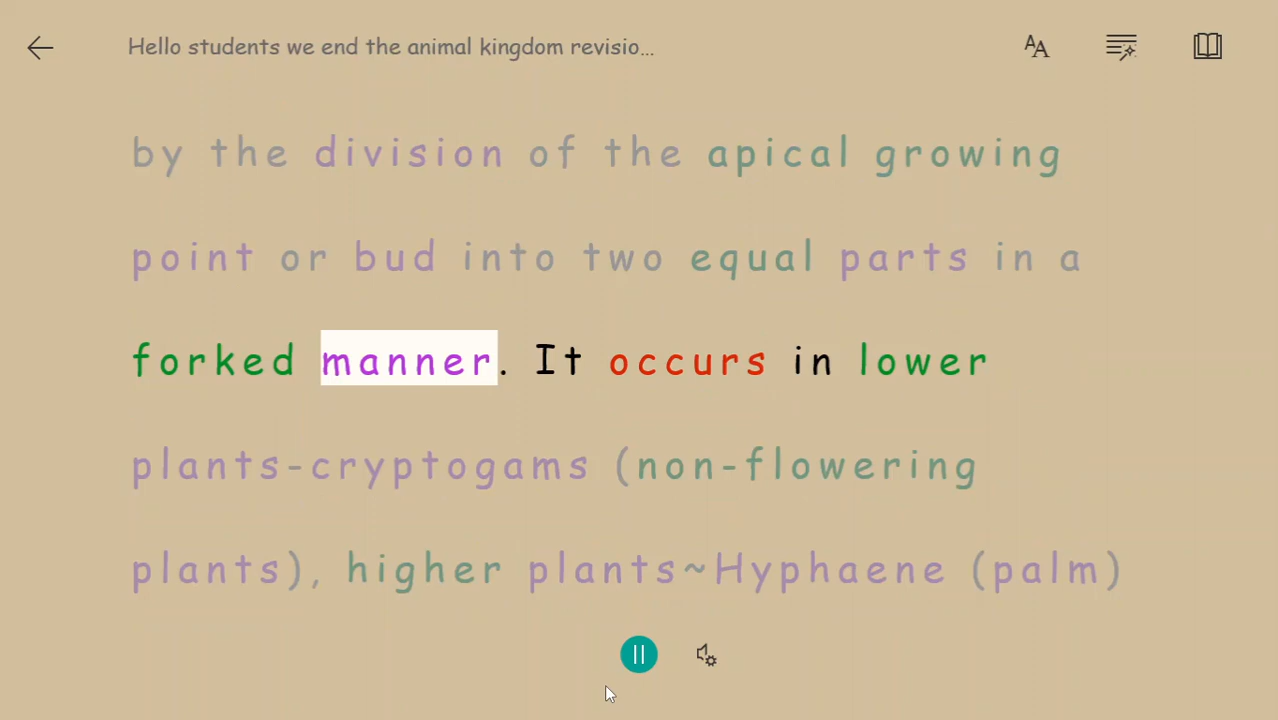 Hello students we end the animal kingdom revisio...
by the division of the apical growing
point or bud into two equal parts in a
forked manner. It occurs in lower
plants-cryptogams (non-flowering
plants), higher plants~Hyphaene (palm)